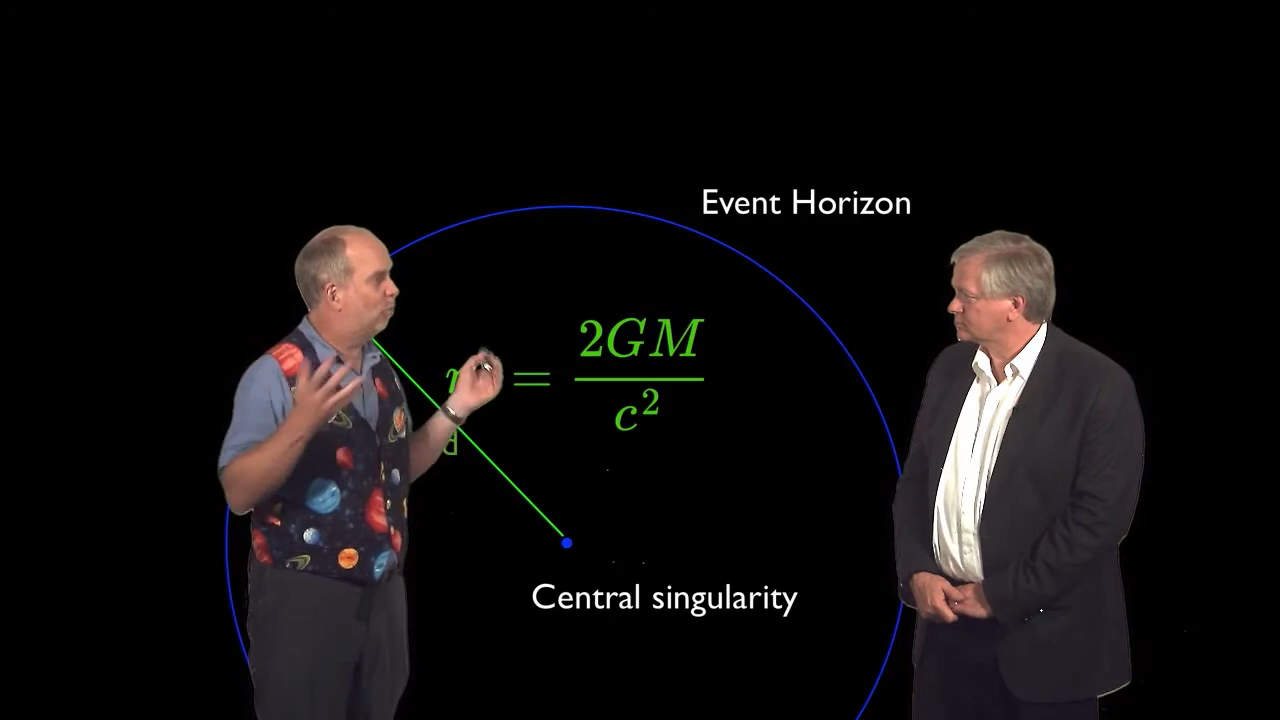 Event Horizon
r = 2GM / c²
Central singularity